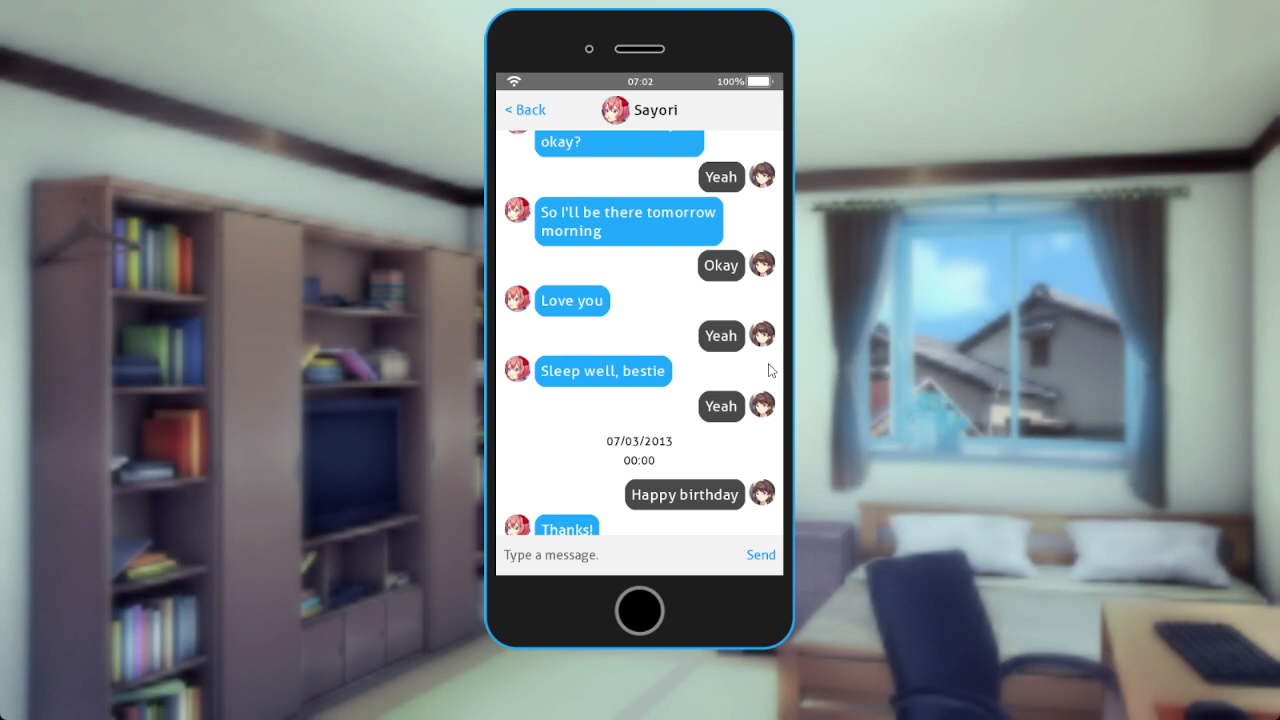 07:02
100%
< Back
Sayori
okay?
Yeah
So I'll be there tomorrow
morning
Okay
Love you
Yeah
Sleep well, bestie
Yeah
07/03/2013
00:00
Happy birthday
Thanks!
Type a message.
Send